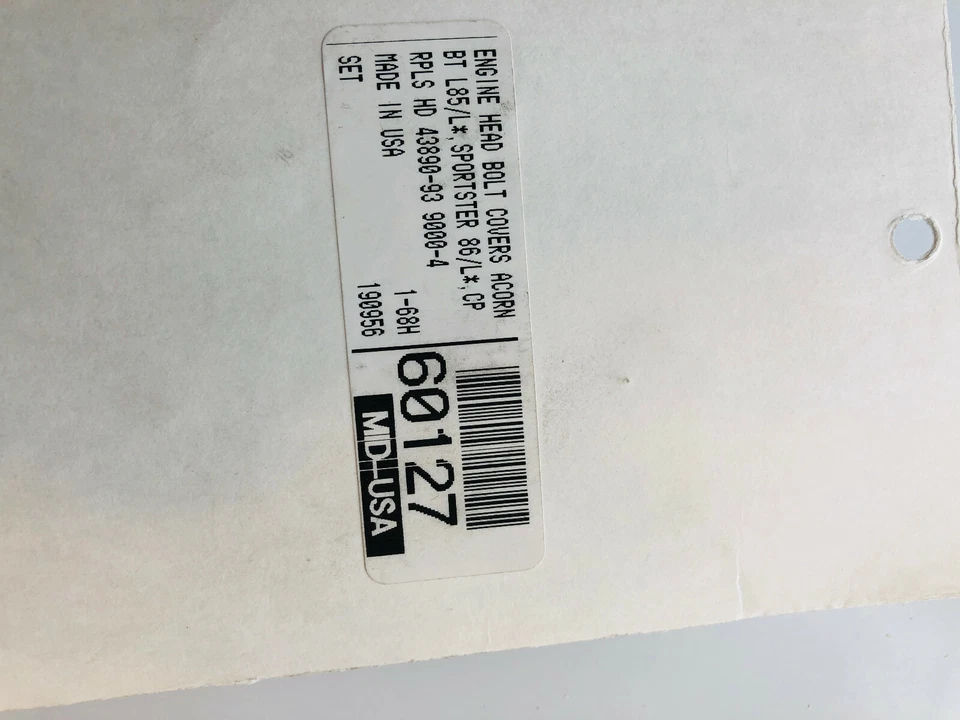 ENGINE HEAD BOLT COVERS ACORN
BT L85/L*,SPORTSTER 86/L*,CP
RPLS HD 43890-93 9000-4
MADE IN USA 1-68H
SET 190956
60127
MID-USA